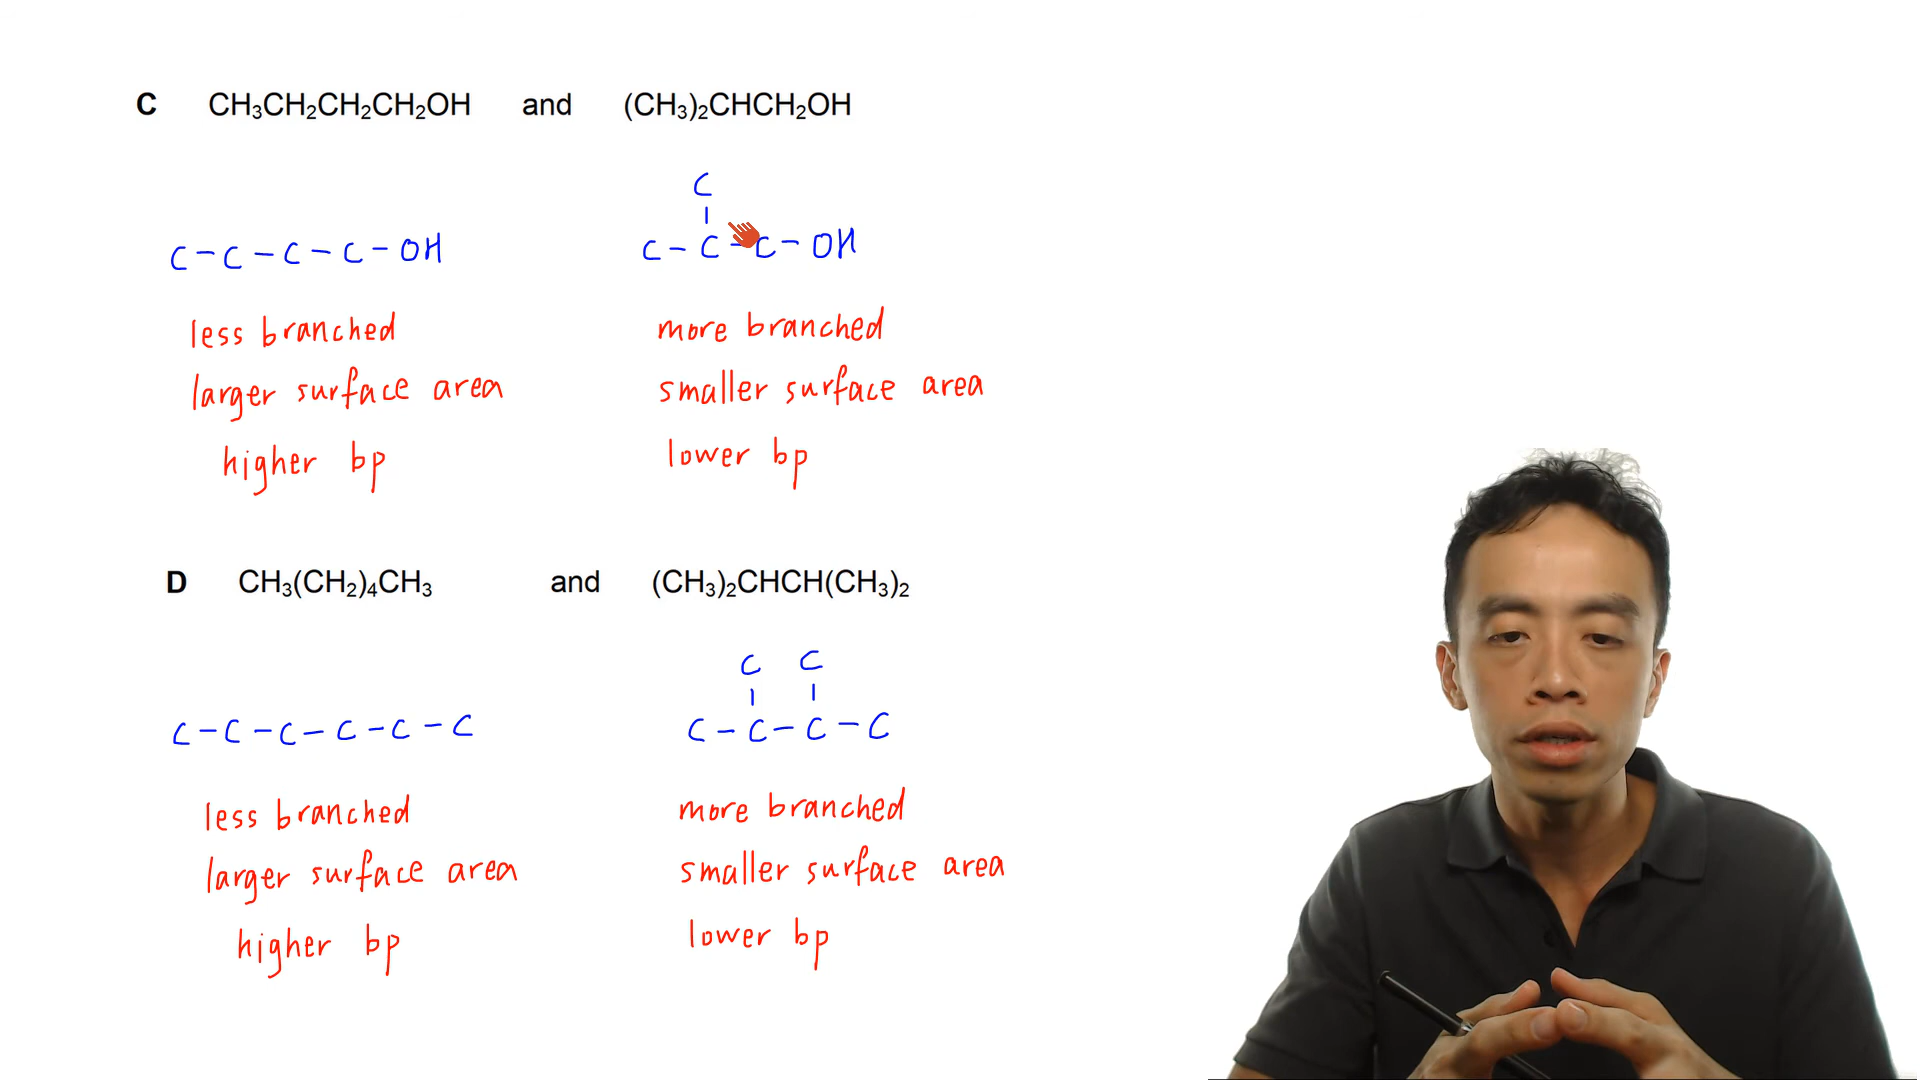 C CH₃CH₂CH₂CH₂OH and (CH₃)₂CHCH₂OH
C
C - C - C - C - OH
C - C - C - OH
less branched
larger surface area
higher bp
more branched
smaller surface area
lower bp
D CH₃(CH₂)₄CH₃ and (CH₃)₂CHCH(CH₃)₂
C C
C - C - C - C - C - C
C - C - C - C
less branched
larger surface area
higher bp
more branched
smaller surface area
lower bp